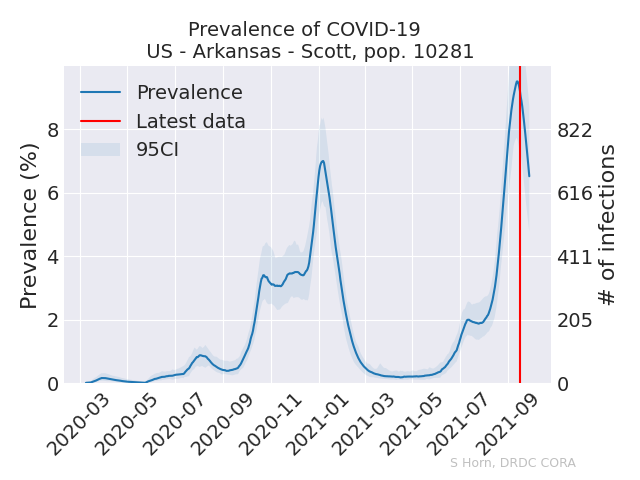 Prevalence of COVID-19
US - Arkansas - Scott, pop. 10281
Prevalence
Latest data
95CI
Prevalence (%)
8
6
4
2
0
822
616
411
205
0
# of infections
2020-03
2020-05
2020-07
2020-09
2020-11
2021-01
2021-03
2021-05
2021-07
2021-09
S Horn, DRDC CORA